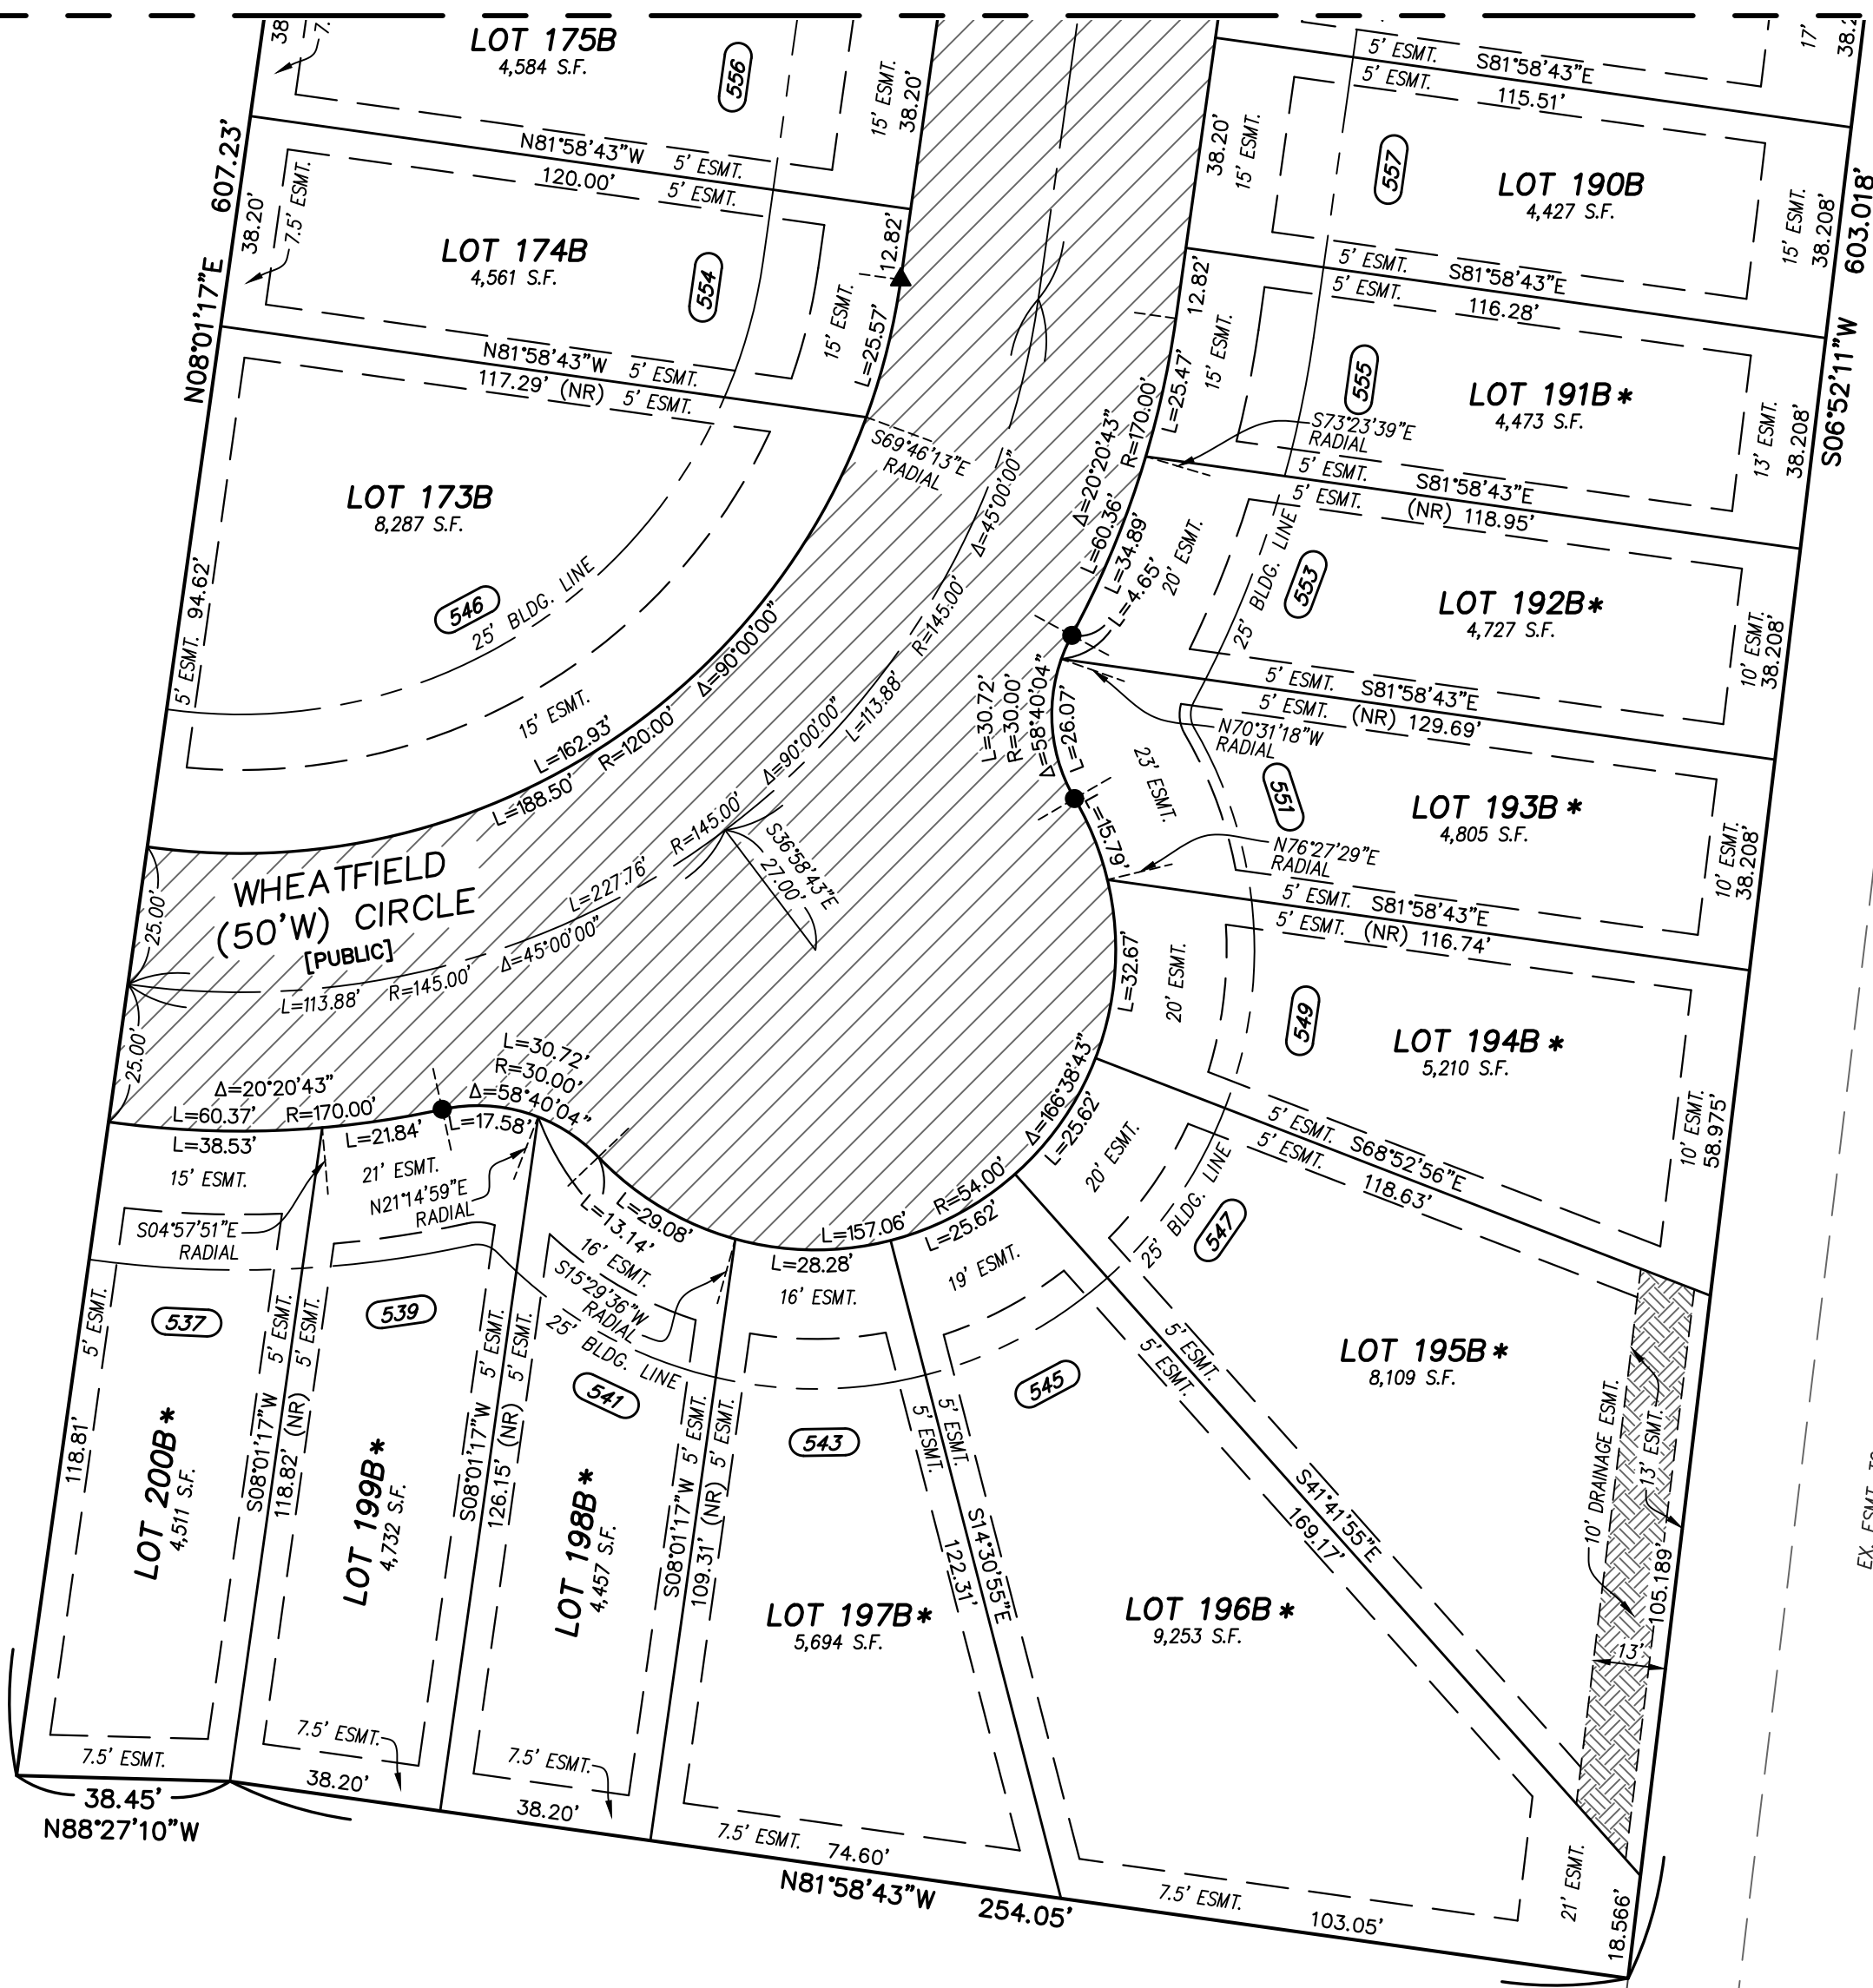 LOT 175B
4,584 S.F.
556
15' ESMT.
38.20'
N81°58'43"W
5' ESMT.
120.00'
5' ESMT.
607.23'
N08°01'17"E
38.20'
7.5' ESMT.
LOT 174B
4,561 S.F.
554
12.82'
15' ESMT.
L=25.57'
N81°58'43"W
5' ESMT.
117.29' (NR)
5' ESMT.
S69°46'13"E
RADIAL
LOT 173B
8,287 S.F.
546
25' BLDG. LINE
5' ESMT.
94.62'
15' ESMT.
L=162.93'
R=120.00'
Δ=90°00'00"
L=188.50'
WHEATFIELD
(50'W) CIRCLE
[PUBLIC]
25.00'
25.00'
L=113.88'
R=145.00'
Δ=45°00'00"
L=227.76'
R=145.00'
Δ=90°00'00"
L=113.88'
R=145.00'
Δ=45°00'00"
S36°58'43"E
27.00'
5' ESMT.
S81°58'43"E
5' ESMT.
115.51'
17'
38.20'
15' ESMT.
557
LOT 190B
4,427 S.F.
15' ESMT.
38.208'
603.018'
S06°52'11"W
5' ESMT.
S81°58'43"E
5' ESMT.
116.28'
12.82'
15' ESMT.
L=25.47'
555
LOT 191B*
4,473 S.F.
13' ESMT.
38.208'
S73°23'39"E
RADIAL
5' ESMT.
S81°58'43"E
5' ESMT.
(NR) 118.95'
Δ=20°20'43"
R=170.00'
L=60.36'
L=34.89'
L=4.65'
20' ESMT.
25' BLDG. LINE
553
LOT 192B*
4,727 S.F.
10' ESMT.
38.208'
5' ESMT.
S81°58'43"E
5' ESMT.
(NR) 129.69'
L=30.72'
R=30.00'
Δ=58°40'04"
L=26.07'
N70°31'18"W
RADIAL
23' ESMT.
551
LOT 193B*
4,805 S.F.
10' ESMT.
38.208'
L=15.79'
N76°27'29"E
RADIAL
5' ESMT.
S81°58'43"E
5' ESMT.
(NR) 116.74'
L=32.67'
20' ESMT.
549
LOT 194B*
5,210 S.F.
10' ESMT.
58.975'
5' ESMT.
S68°52'56"E
5' ESMT.
118.63'
Δ=166°38'43"
L=25.62'
20' ESMT.
25' BLDG. LINE
547
LOT 195B*
8,109 S.F.
10' DRAINAGE ESMT.
13' ESMT.
105.189'
13'
EX. ESMT. TO
L=30.72'
R=30.00'
Δ=58°40'04"
Δ=20°20'43"
L=60.37'
R=170.00'
L=38.53'
L=21.84'
L=17.58'
15' ESMT.
21' ESMT.
N21°14'59"E
RADIAL
S04°57'51"E
RADIAL
L=13.14'
L=29.08'
16' ESMT.
S15°29'36"W
RADIAL
25' BLDG. LINE
L=157.06'
R=54.00'
L=28.28'
16' ESMT.
L=25.62'
19' ESMT.
5' ESMT.
537
118.81'
LOT 200B*
4,511 S.F.
7.5' ESMT.
38.45'
N88°27'10"W
S08°01'17"W
5' ESMT.
118.82' (NR)
5' ESMT.
539
LOT 199B*
4,732 S.F.
7.5' ESMT.
38.20'
S08°01'17"W
5' ESMT.
126.15' (NR)
5' ESMT.
541
LOT 198B*
4,457 S.F.
7.5' ESMT.
38.20'
S08°01'17"W
5' ESMT.
109.31' (NR)
5' ESMT.
543
LOT 197B*
5,694 S.F.
7.5' ESMT.
74.60'
5' ESMT.
5' ESMT.
S14°30'55"E
122.31'
545
LOT 196B*
9,253 S.F.
5' ESMT.
5' ESMT.
S41°41'55"E
169.17'
7.5' ESMT.
103.05'
21' ESMT.
18.566'
N81°58'43"W
254.05'